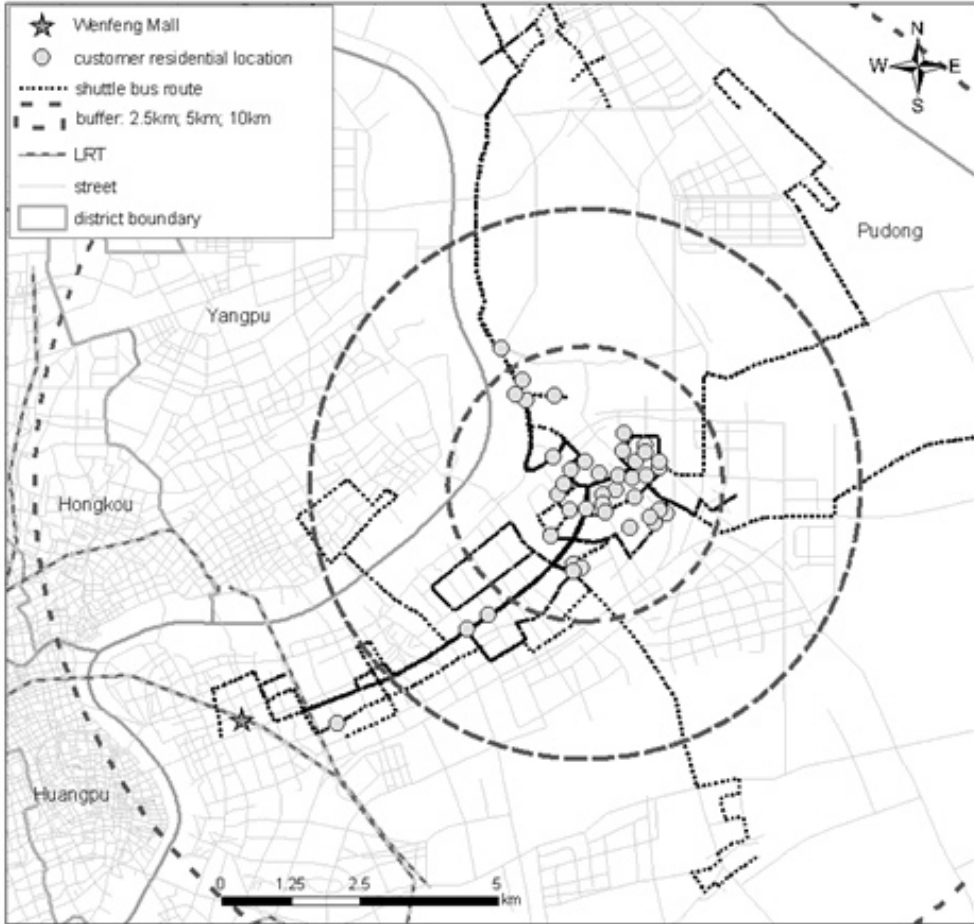 Wenfeng Mall
customer residential location
shuttle bus route
buffer: 2.5km; 5km; 10km
LRT
street
district boundary
N
W E
S
Pudong
Yangpu
Hongkou
Huangpu
0 1.25 2.5 5
km